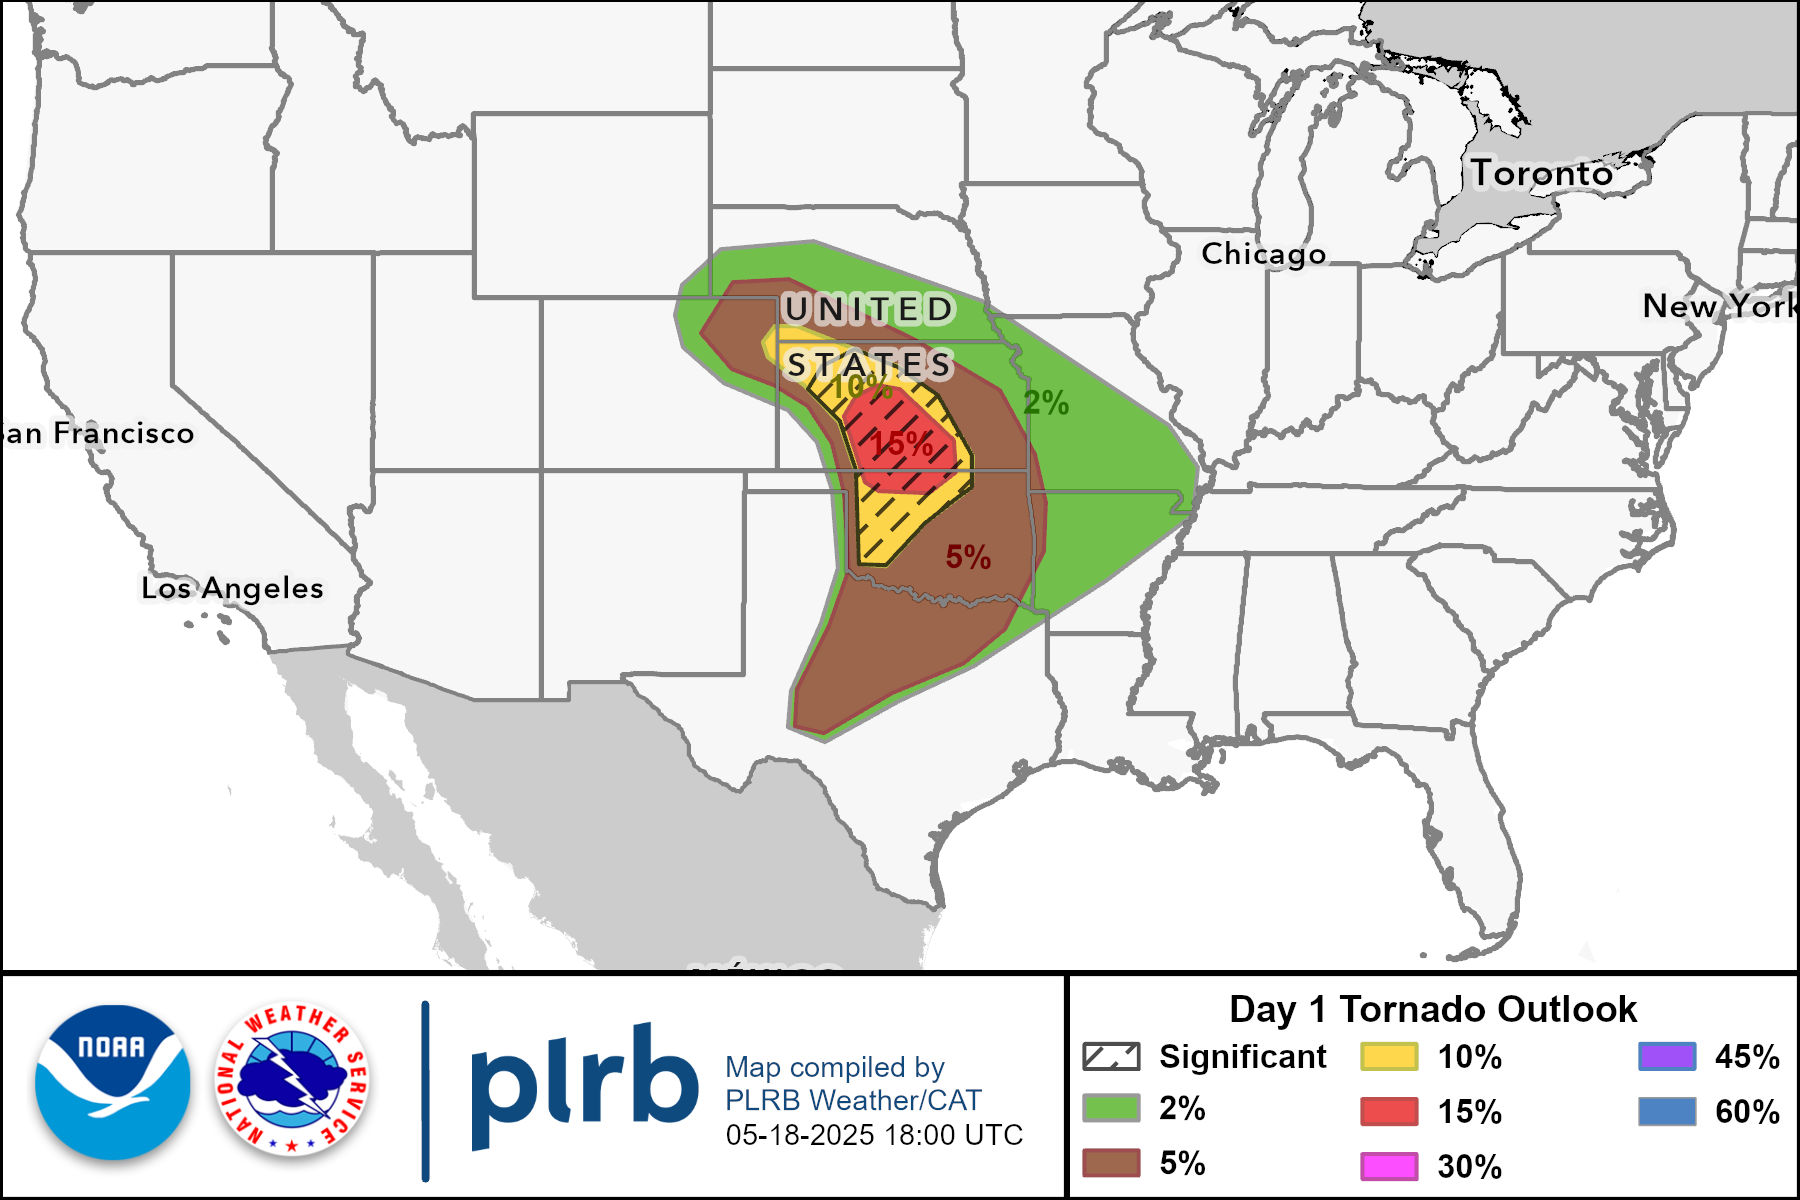 Toronto
Chicago
New York
UNITED
STATES
10%
2%
San Francisco
15%
5%
Los Angeles
MÉXICO
NOAA
NATIONAL WEATHER SERVICE
plrb
Map compiled by
PLRB Weather/CAT
05-18-2025 18:00 UTC
Day 1 Tornado Outlook
Significant
10%
45%
2%
15%
60%
5%
30%